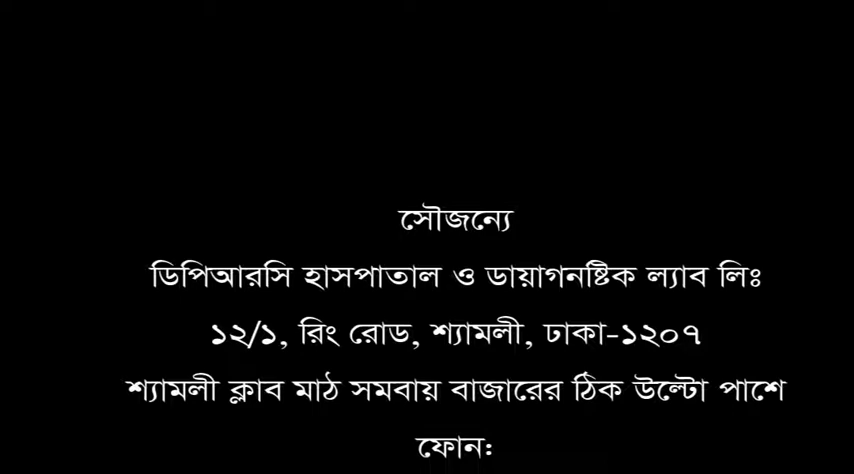 সৌজন্যে
ডিপিআরসি হাসপাতাল ও ডায়াগনষ্টিক ল্যাব লিঃ
১২/১, রিং রোড, শ্যামলী, ঢাকা-১২০৭
শ্যামলী ক্লাব মাঠ সমবায় বাজারের ঠিক উল্টো পাশে
ফোন: